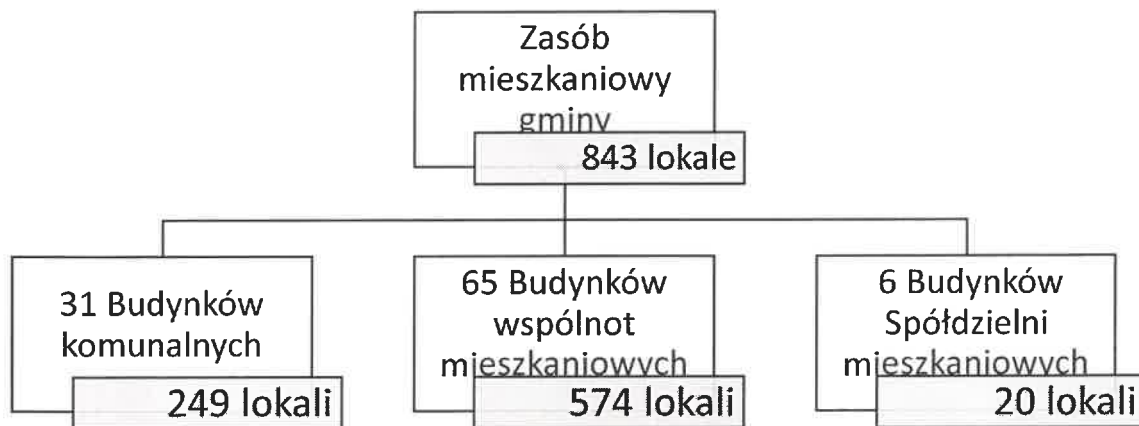 Zasób
mieszkaniowy
gminy
843 lokale
31 Budynków
komunalnych
249 lokali
65 Budynków
wspólnot
mieszkaniowych
574 lokali
6 Budynków
Spółdzielni
mieszkaniowych
20 lokali